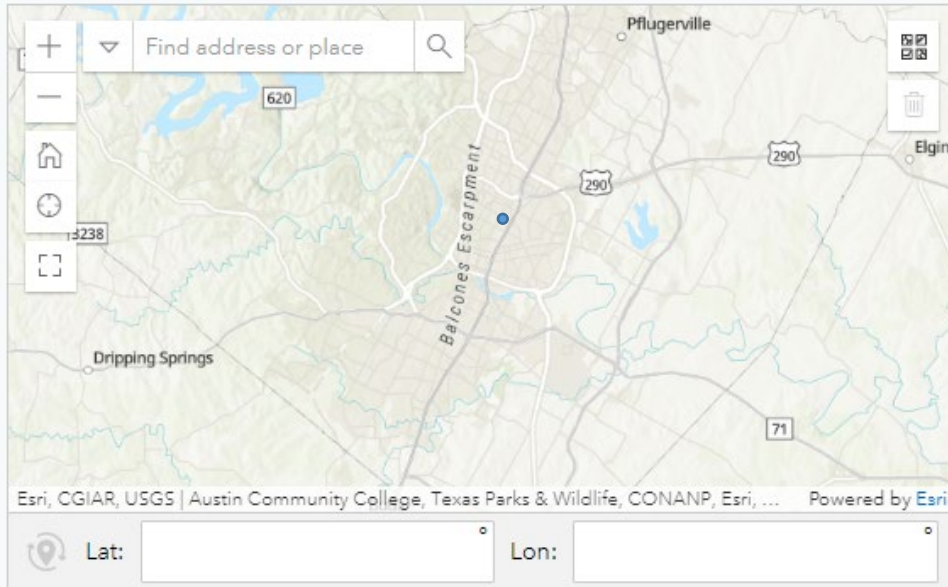 Pflugerville
Find address or place
620
Elgin
290
290
Balcones Escarpment
3238
Dripping Springs
71
Esri, CGIAR, USGS | Austin Community College, Texas Parks & Wildlife, CONANP, Esri, ...
Powered by Esri
Lat:
°
Lon:
°